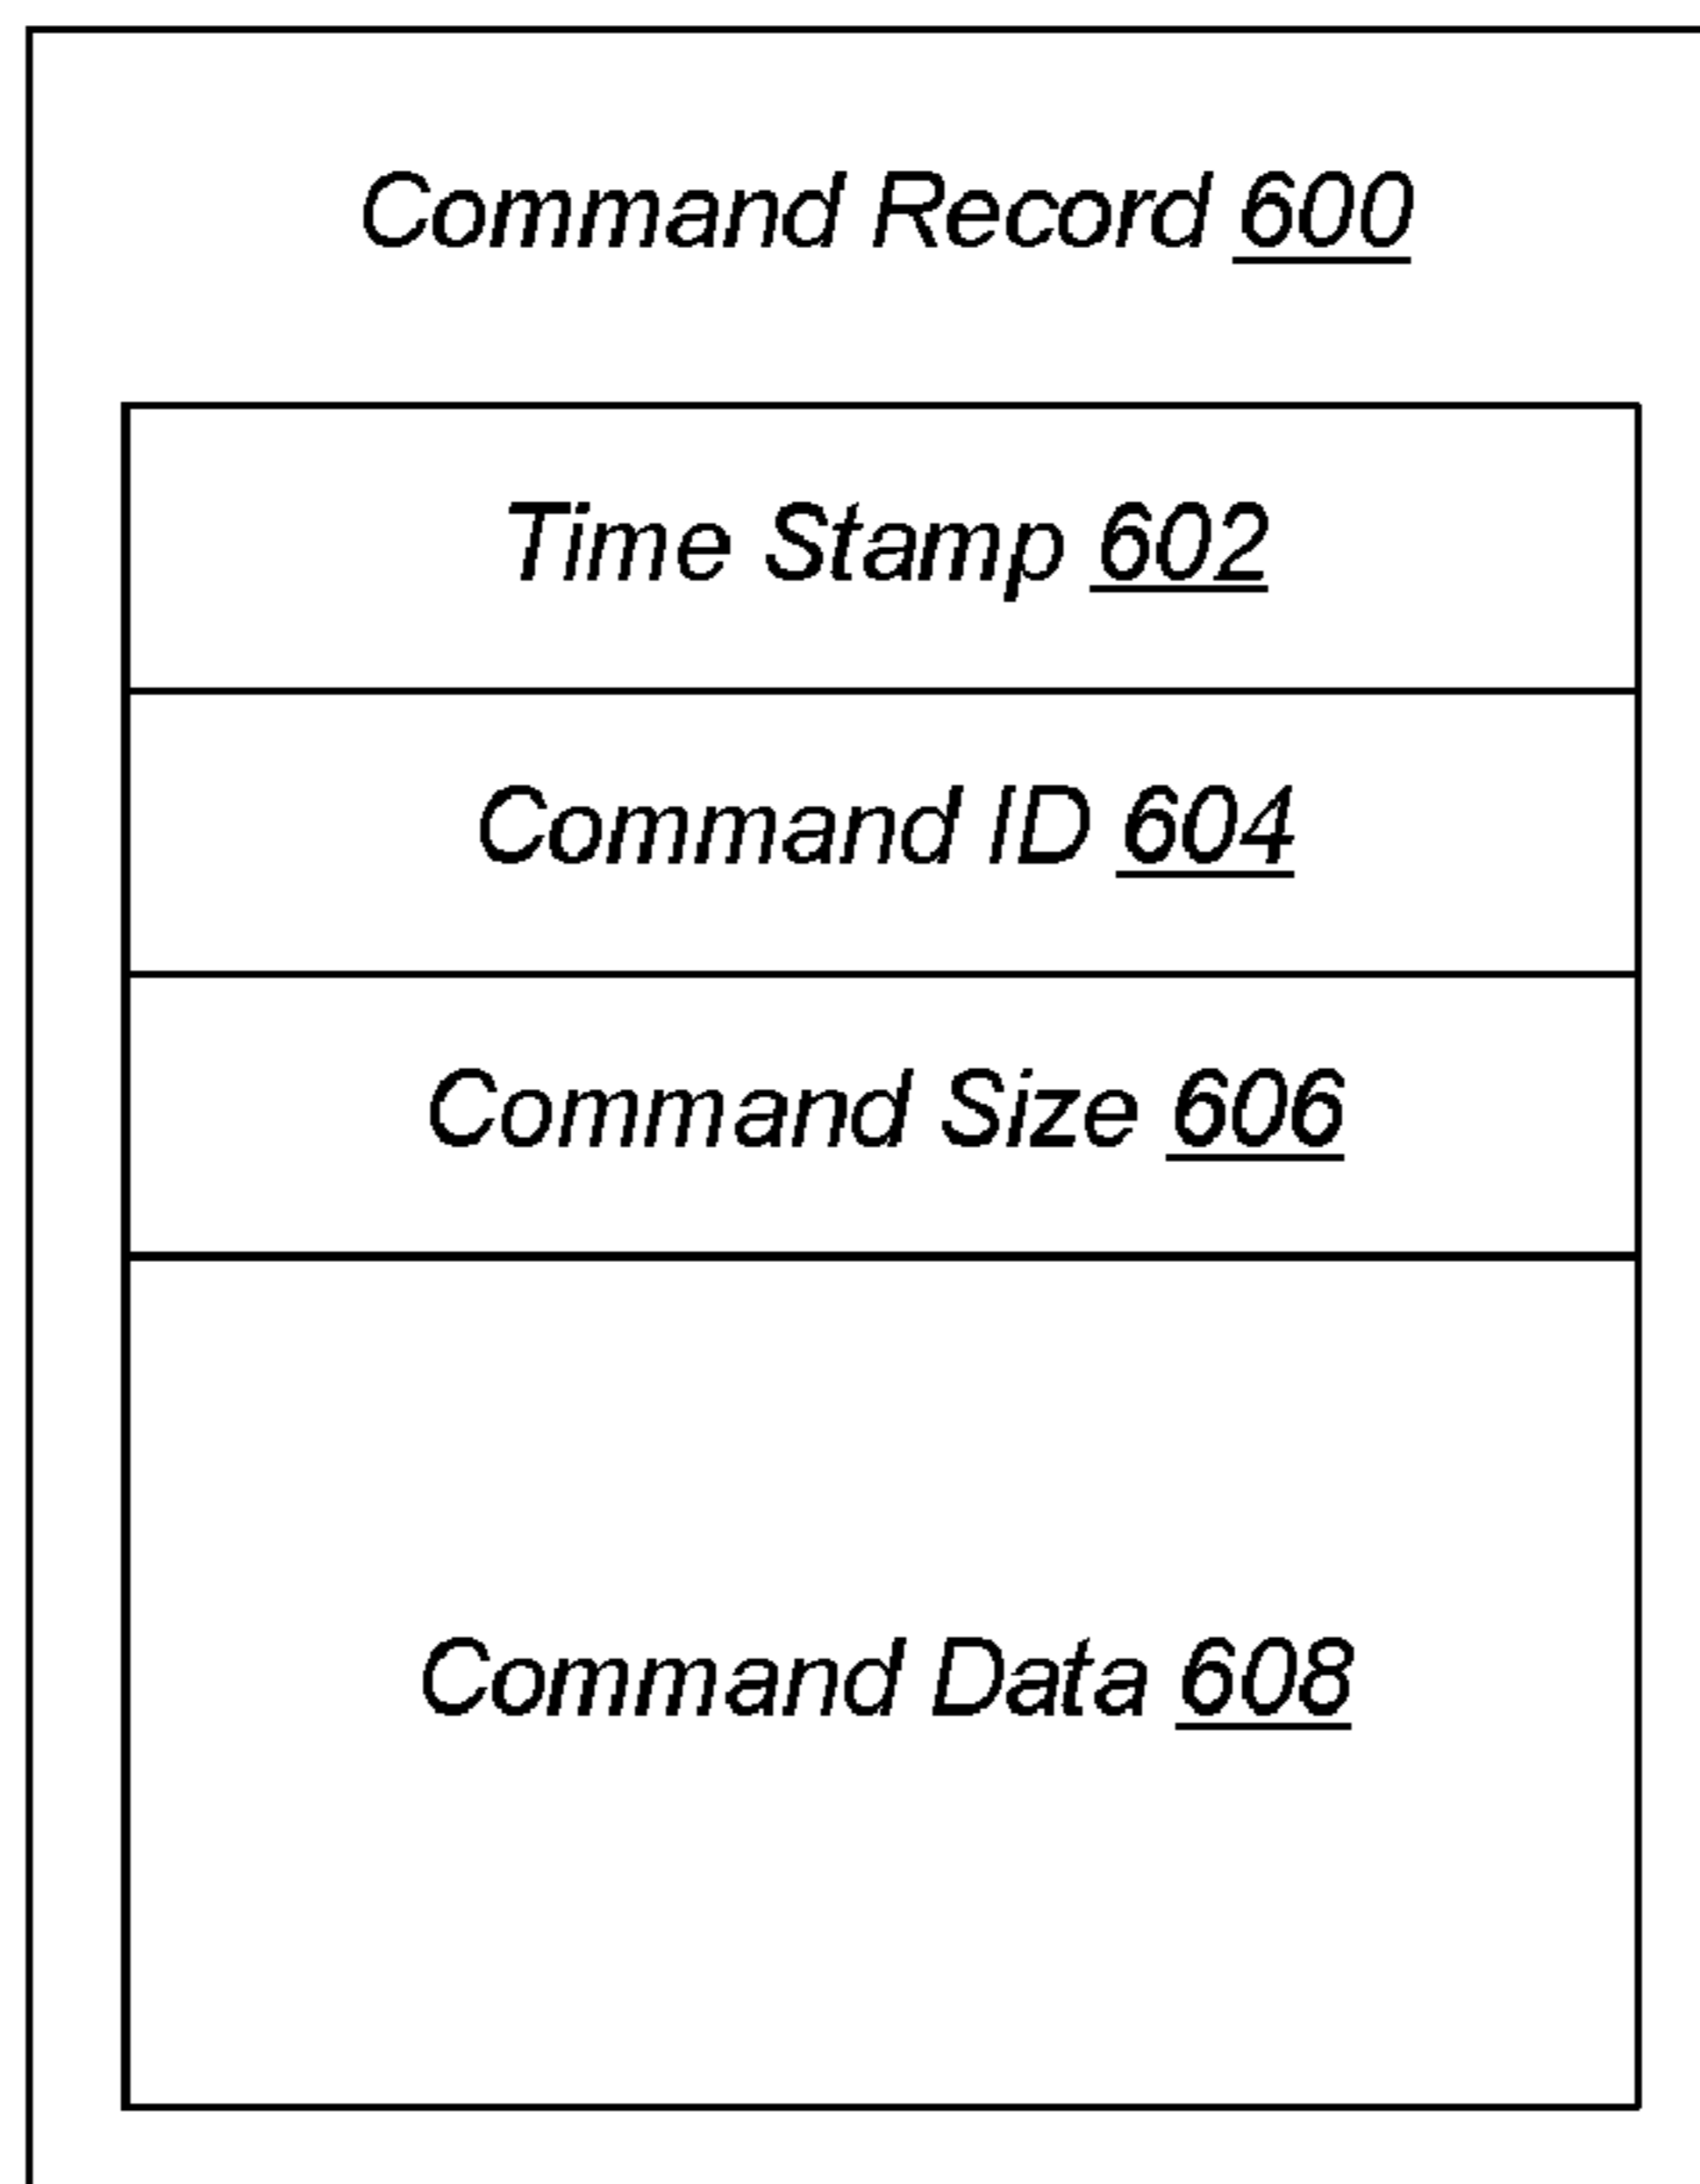 Command Record 600
Time Stamp 602
Command ID 604
Command Size 606
Command Data 608